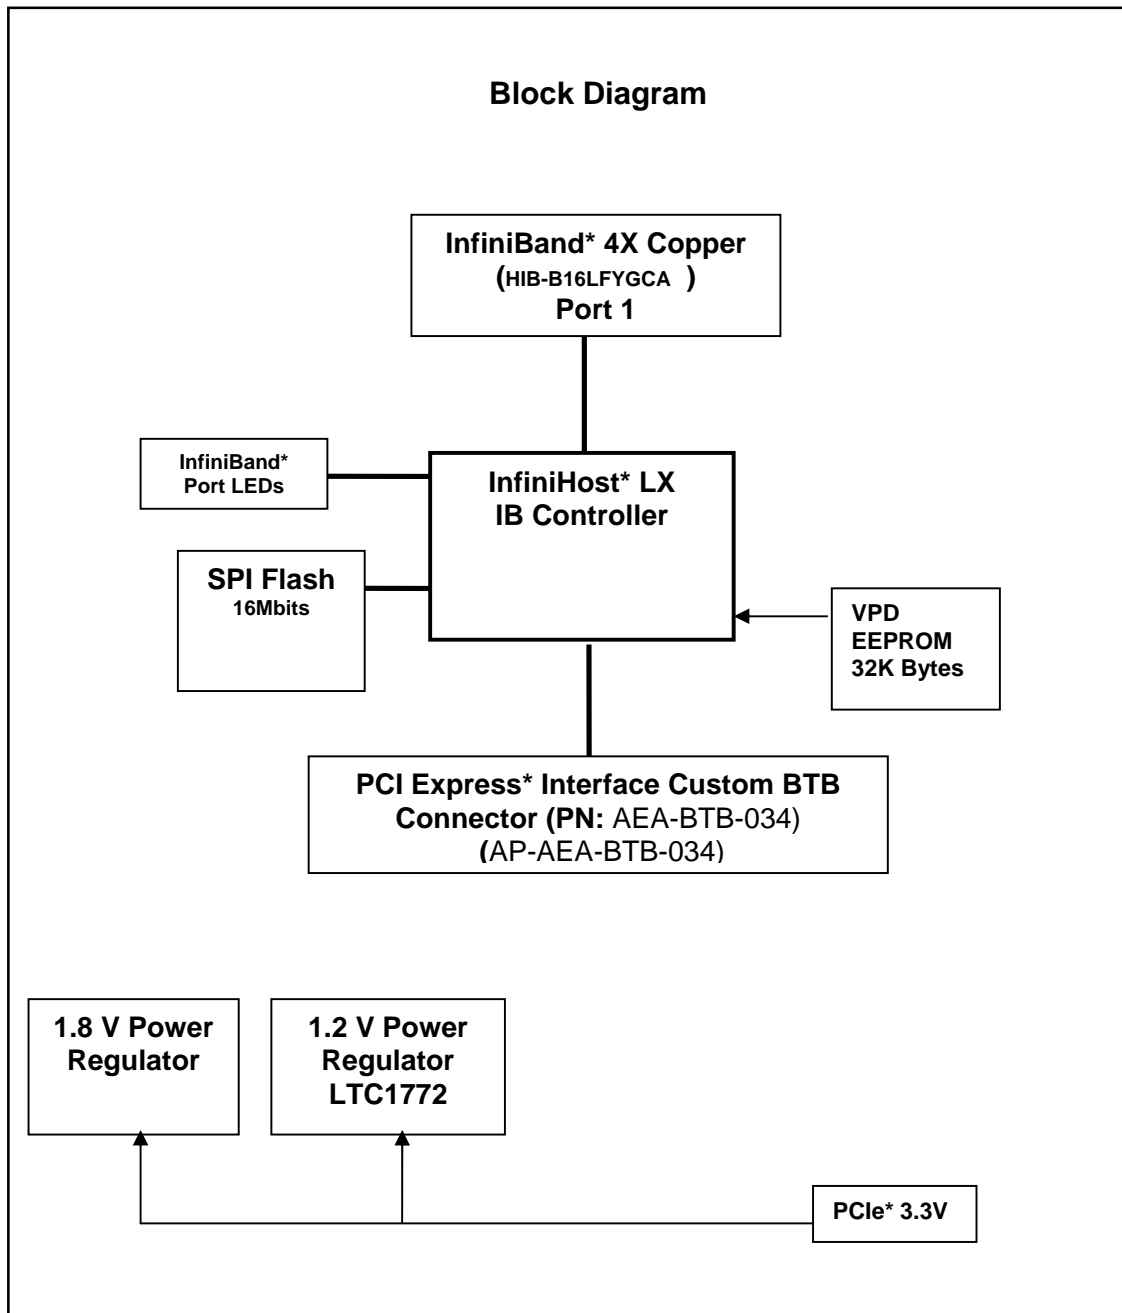 Block Diagram
InfiniBand* 4X Copper
(HIB-B16LFYGCA )
Port 1
InfiniBand*
Port LEDs
InfiniHost* LX
IB Controller
SPI Flash
16Mbits
VPD
EEPROM
32K Bytes
PCI Express* Interface Custom BTB
Connector (PN: AEA-BTB-034)
(AP-AEA-BTB-034)
1.8 V Power
Regulator
1.2 V Power
Regulator
LTC1772
PCIe* 3.3V